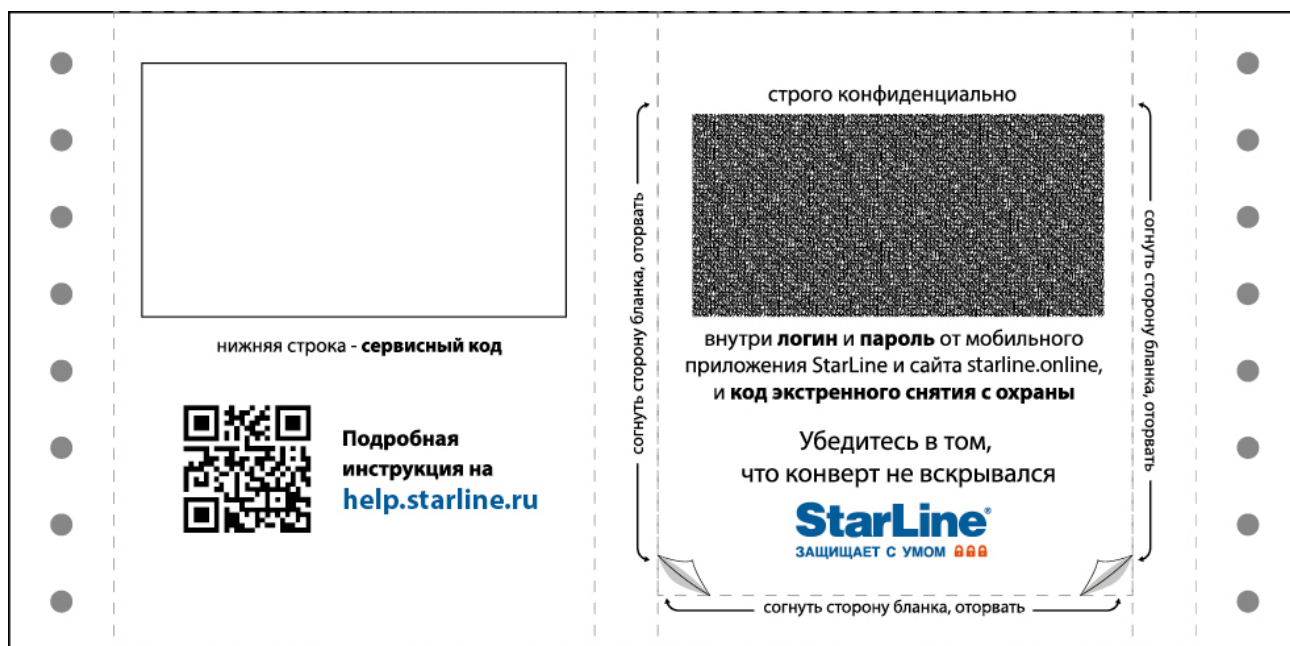 нижняя строка - сервисный код
Подробная
инструкция на
help.starline.ru
согнуть сторону бланка, оторвать
строго конфиденциально
внутри логин и пароль от мобильного
приложения StarLine и сайта starline.online,
и код экстренного снятия с охраны
Убедитесь в том,
что конверт не вскрывался
StarLine®
ЗАЩИЩАЕТ С УМОМ
согнуть сторону бланка, оторвать
согнуть сторону бланка, оторвать